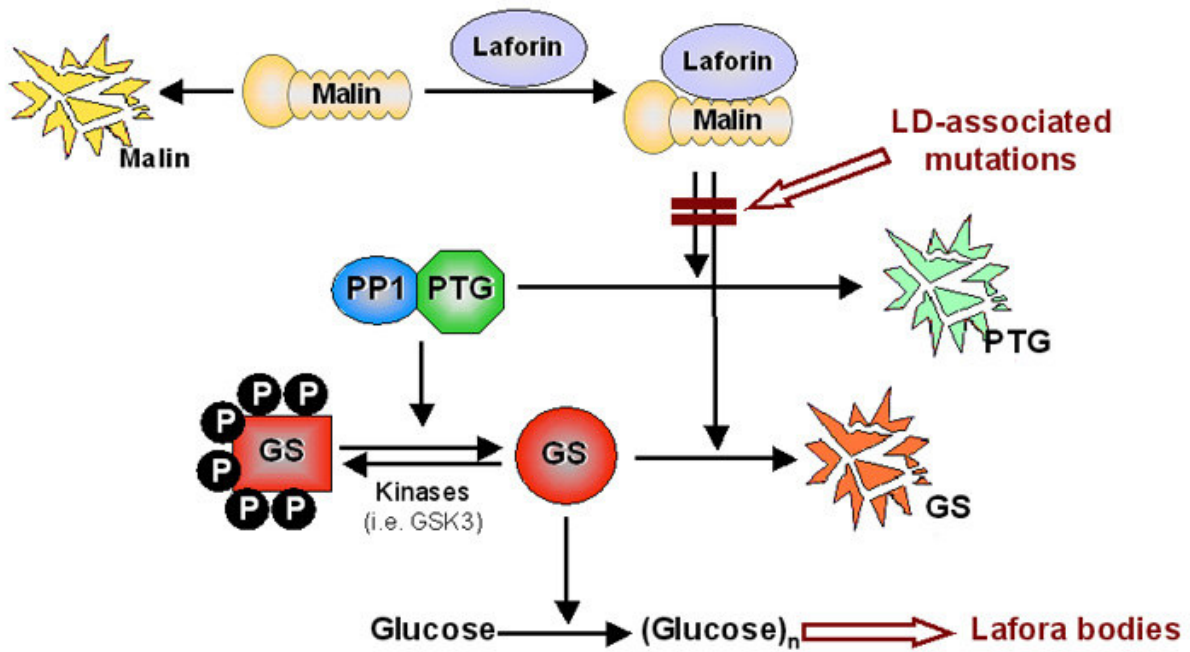 Laforin
Laforin
Malin
Malin
Malin
LD-associated
mutations
PP1
PTG
PTG
P
P
P
P
P
P
GS
GS
Kinases
(i.e. GSK3)
GS
Glucose
(Glucose)n
Lafora bodies